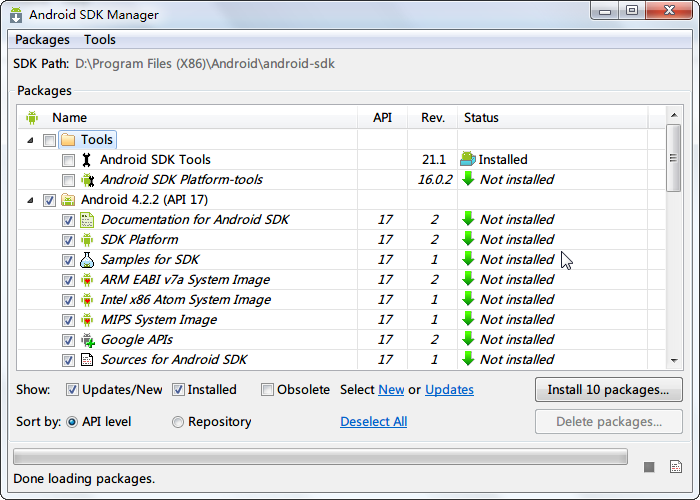 Android SDK Manager
Packages Tools
SDK Path: D:\Program Files (X86)\Android\android-sdk
Packages
Name API Rev. Status
Tools
Android SDK Tools 21.1 Installed
Android SDK Platform-tools 16.0.2 Not installed
Android 4.2.2 (API 17)
Documentation for Android SDK 17 2 Not installed
SDK Platform 17 2 Not installed
Samples for SDK 17 1 Not installed
ARM EABI v7a System Image 17 2 Not installed
Intel x86 Atom System Image 17 1 Not installed
MIPS System Image 17 1 Not installed
Google APIs 17 2 Not installed
Sources for Android SDK 17 1 Not installed
Show: Updates/New Installed Obsolete Select New or Updates Install 10 packages...
Sort by: API level Repository Deselect All Delete packages...
Done loading packages.